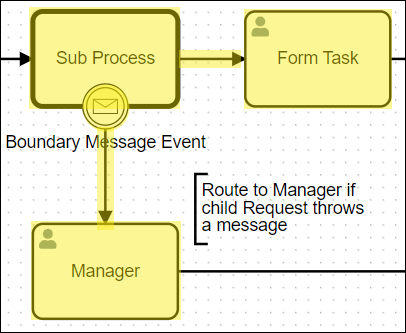 Sub Process
Form Task
Boundary Message Event
Route to Manager if
child Request throws
a message
Manager